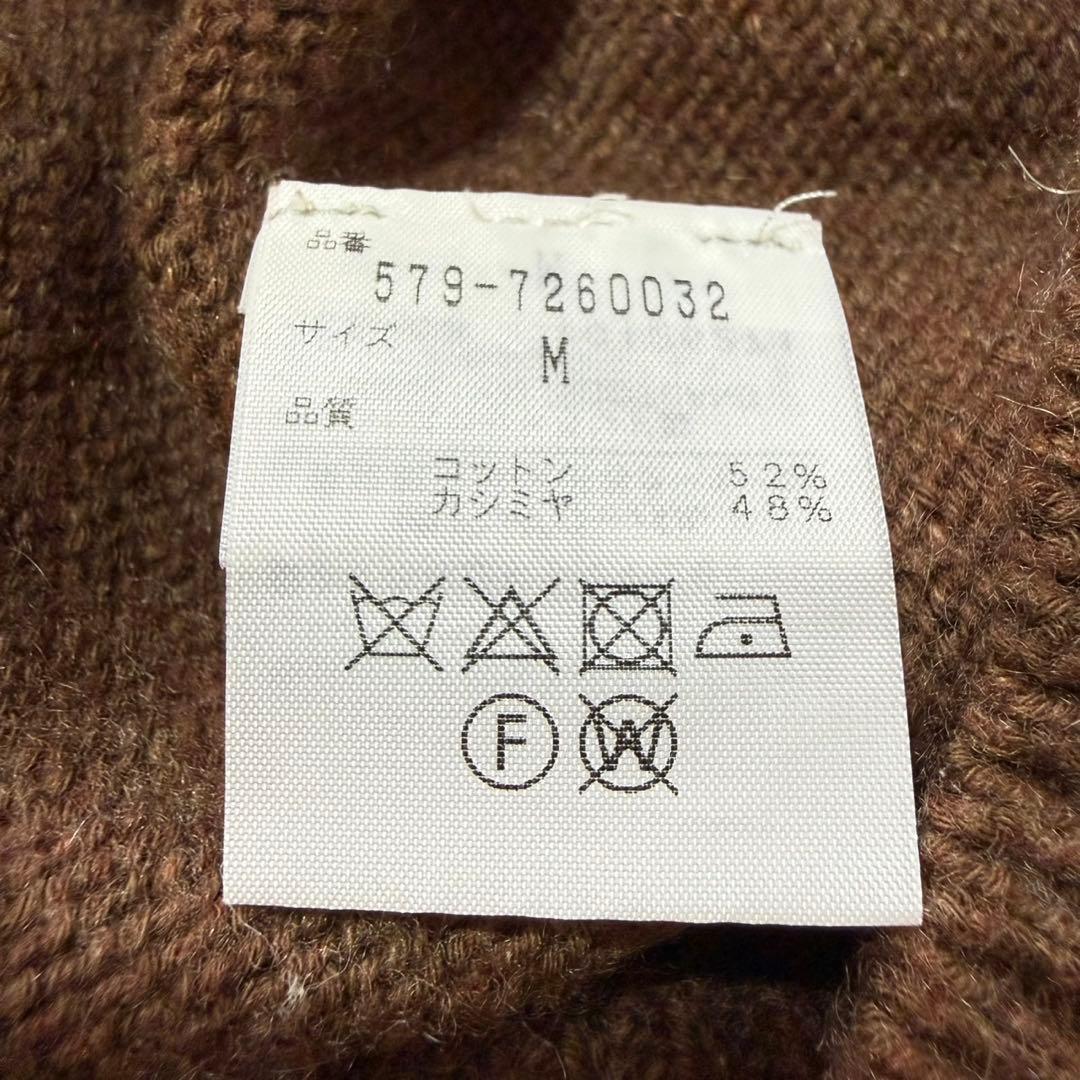 品番
579-7260032
サイズ M
品質
コットン 52%
カシミヤ 48%
F W